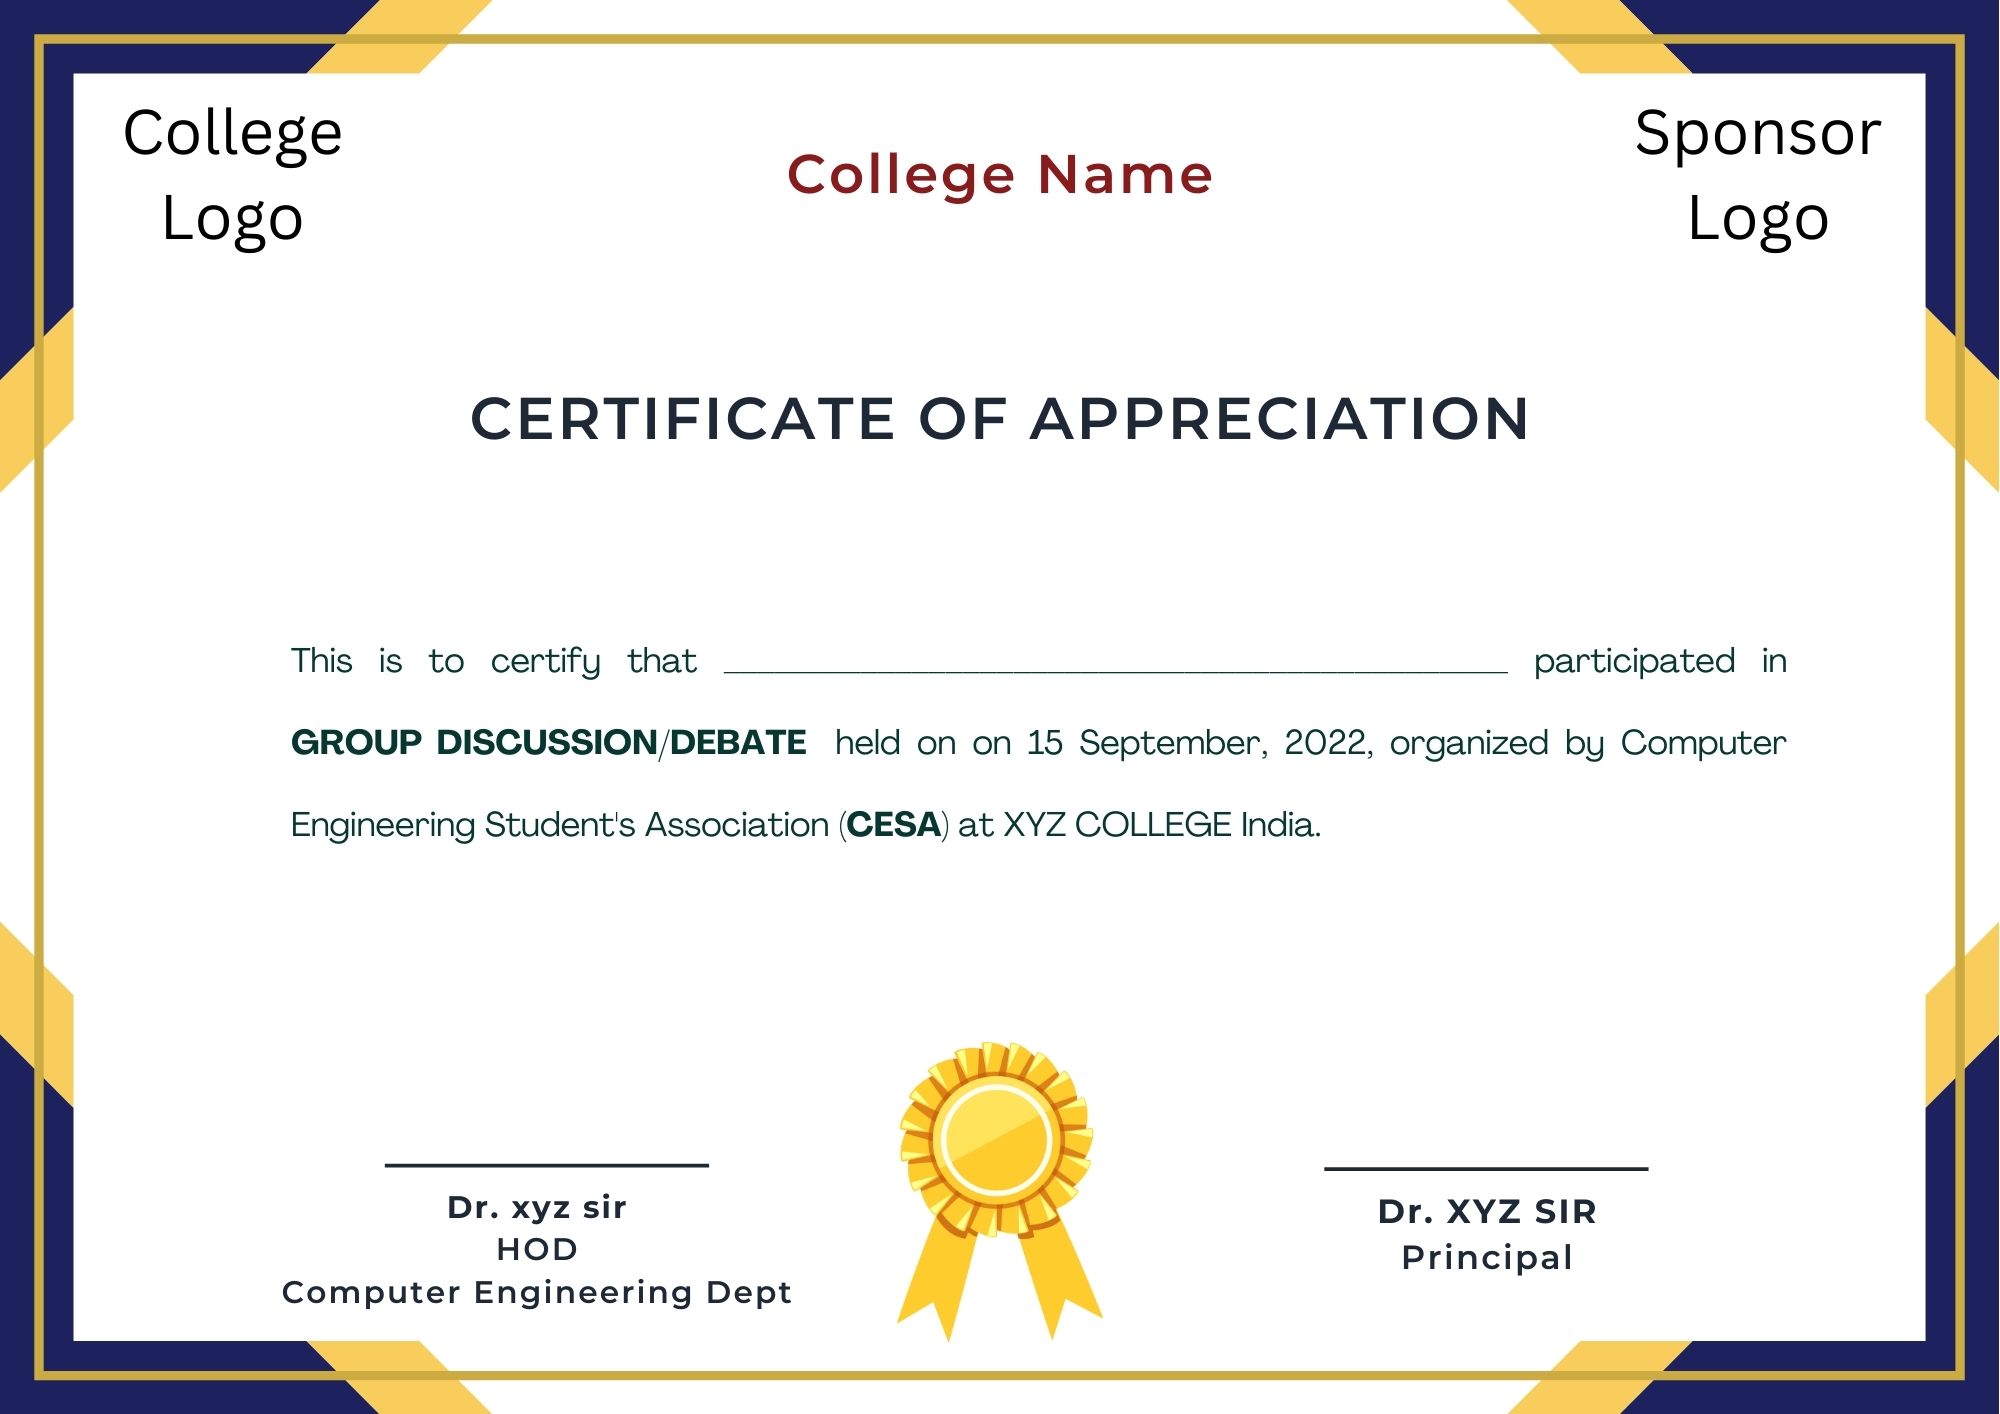 College
Logo
College Name
Sponsor
Logo
CERTIFICATE OF APPRECIATION
This is to certify that ________________________________________ participated in
GROUP DISCUSSION/DEBATE held on on 15 September, 2022, organized by Computer
Engineering Student's Association (CESA) at XYZ COLLEGE India.
Dr. xyz sir
HOD
Computer Engineering Dept
Dr. XYZ SIR
Principal